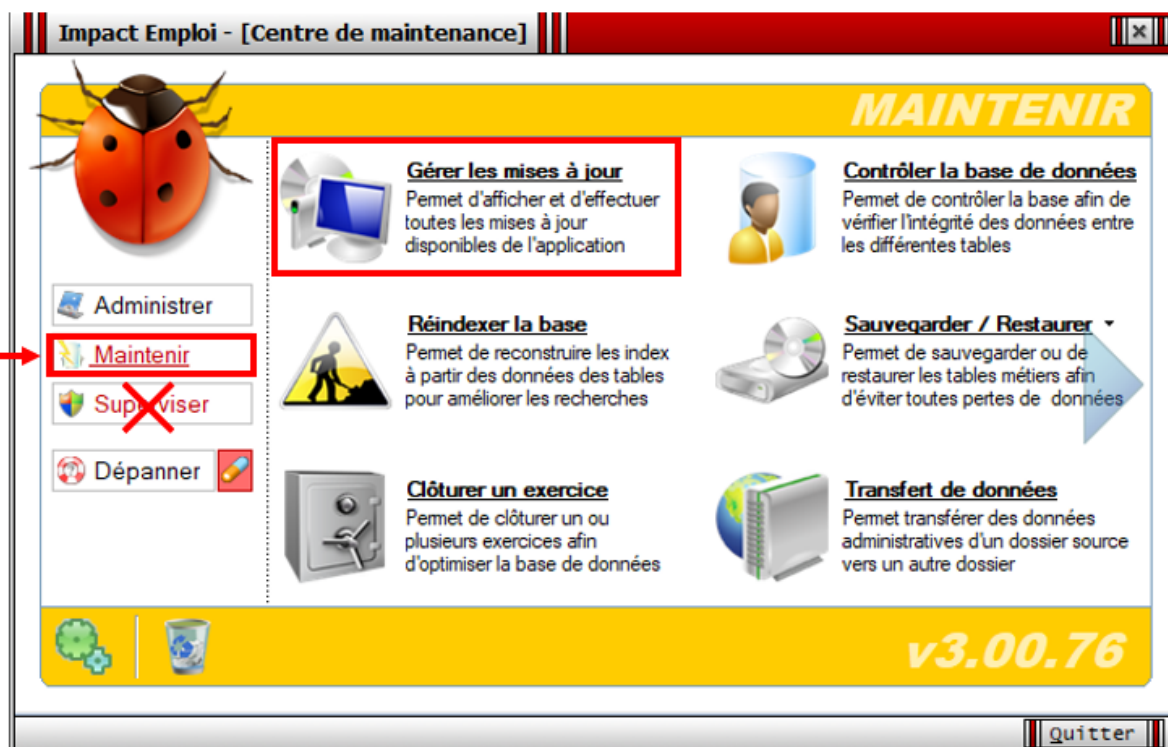 Impact Emploi - [Centre de maintenance]
MAINTENIR
Gérer les mises à jour
Permet d'afficher et d'effectuer
toutes les mises à jour
disponibles de l'application
Contrôler la base de données
Permet de contrôler la base afin de
vérifier l'intégrité des données entre
les différentes tables
Administrer
Maintenir
Superviser
Dépanner
Réindexer la base
Permet de reconstruire les index
à partir des données des tables
pour améliorer les recherches
Sauvegarder / Restaurer
Permet de sauvegarder ou de
restaurer les tables métiers afin
d'éviter toutes pertes de données
Clôturer un exercice
Permet de clôturer un ou
plusieurs exercices afin
d'optimiser la base de données
Transfert de données
Permet transférer des données
administratives d'un dossier source
vers un autre dossier
v3.00.76
Quitter